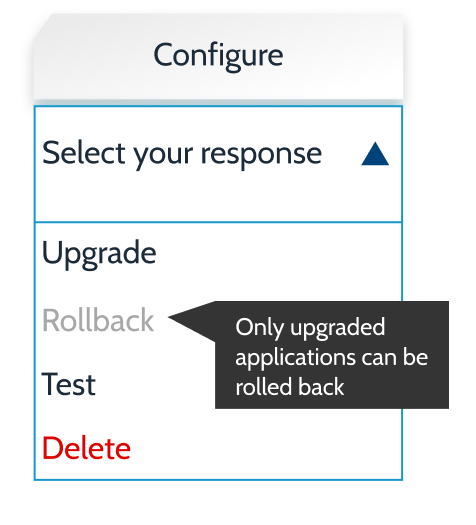 Configure
Select your response
Upgrade
Rollback
Only upgraded
applications can be
rolled back
Test
Delete